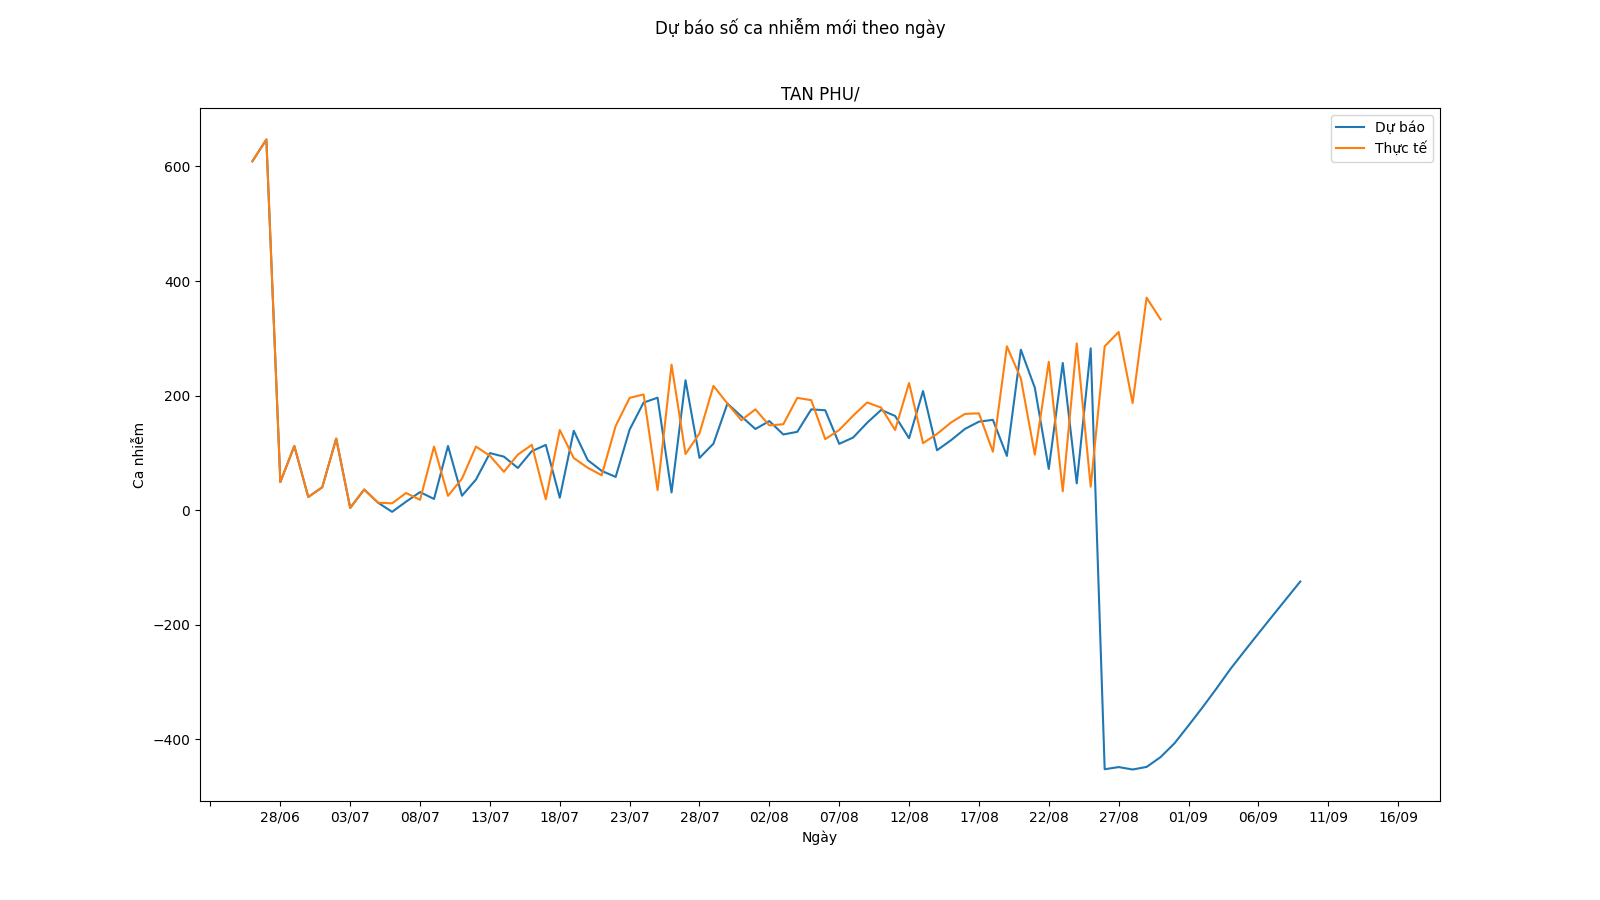 Dự báo số ca nhiễm mới theo ngày
TAN PHU/
Dự báo
Thực tế
600
400
200
0
−200
−400
Ca nhiễm
28/06 03/07 08/07 13/07 18/07 23/07 28/07 02/08 07/08 12/08 17/08 22/08 27/08 01/09 06/09 11/09 16/09
Ngày